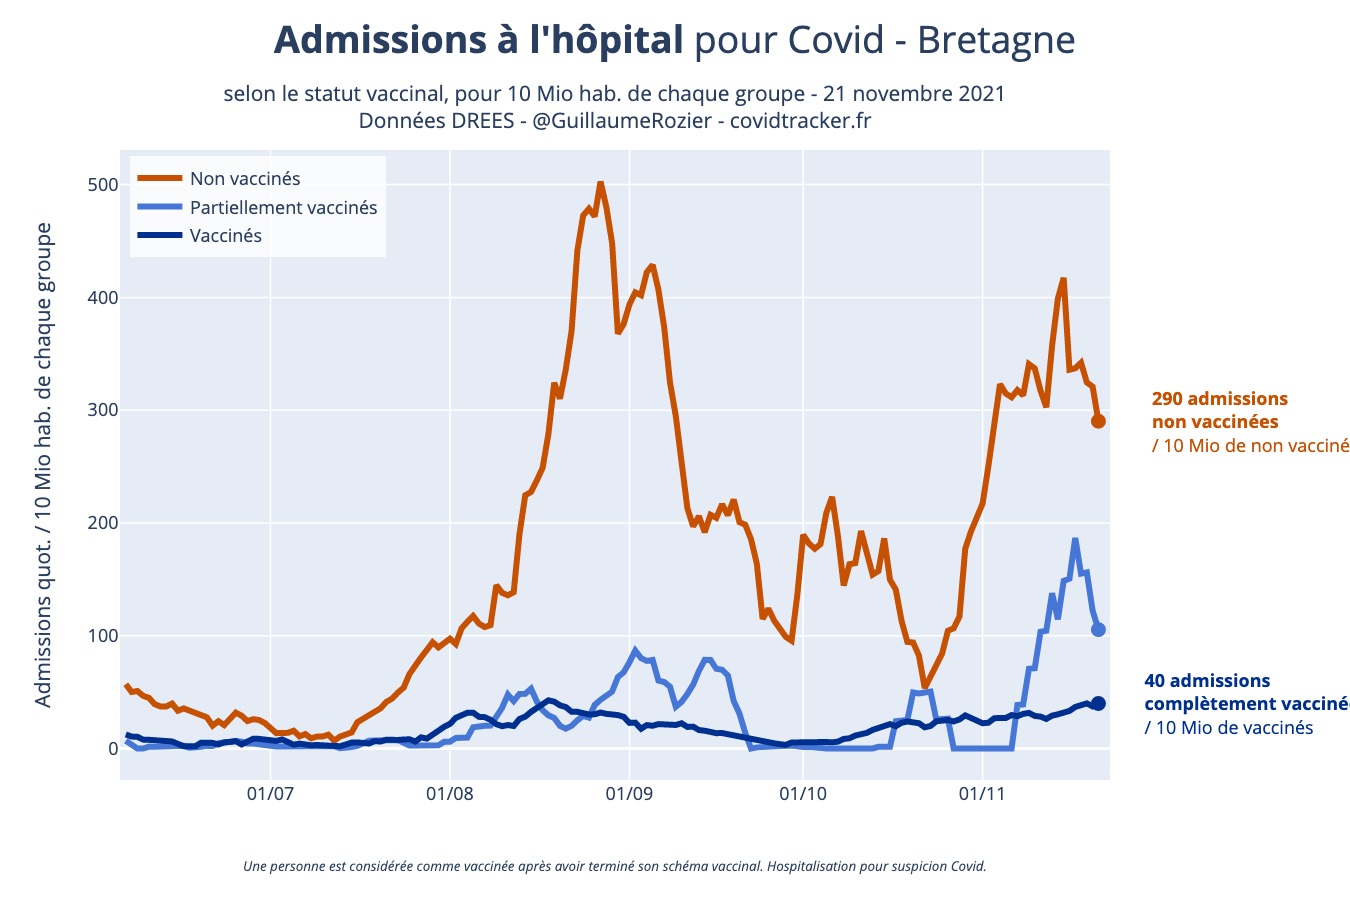 Admissions à l'hôpital pour Covid - Bretagne
selon le statut vaccinal, pour 10 Mio hab. de chaque groupe - 21 novembre 2021
Données DREES - @GuillaumeRozier - covidtracker.fr
Non vaccinés
Partiellement vaccinés
Vaccinés
Admissions quot. / 10 Mio hab. de chaque groupe
500
400
300
200
100
0
01/07
01/08
01/09
01/10
01/11
290 admissions
non vaccinées
/ 10 Mio de non vacciné
40 admissions
complètement vacciné
/ 10 Mio de vaccinés
Une personne est considérée comme vaccinée après avoir terminé son schéma vaccinal. Hospitalisation pour suspicion Covid.